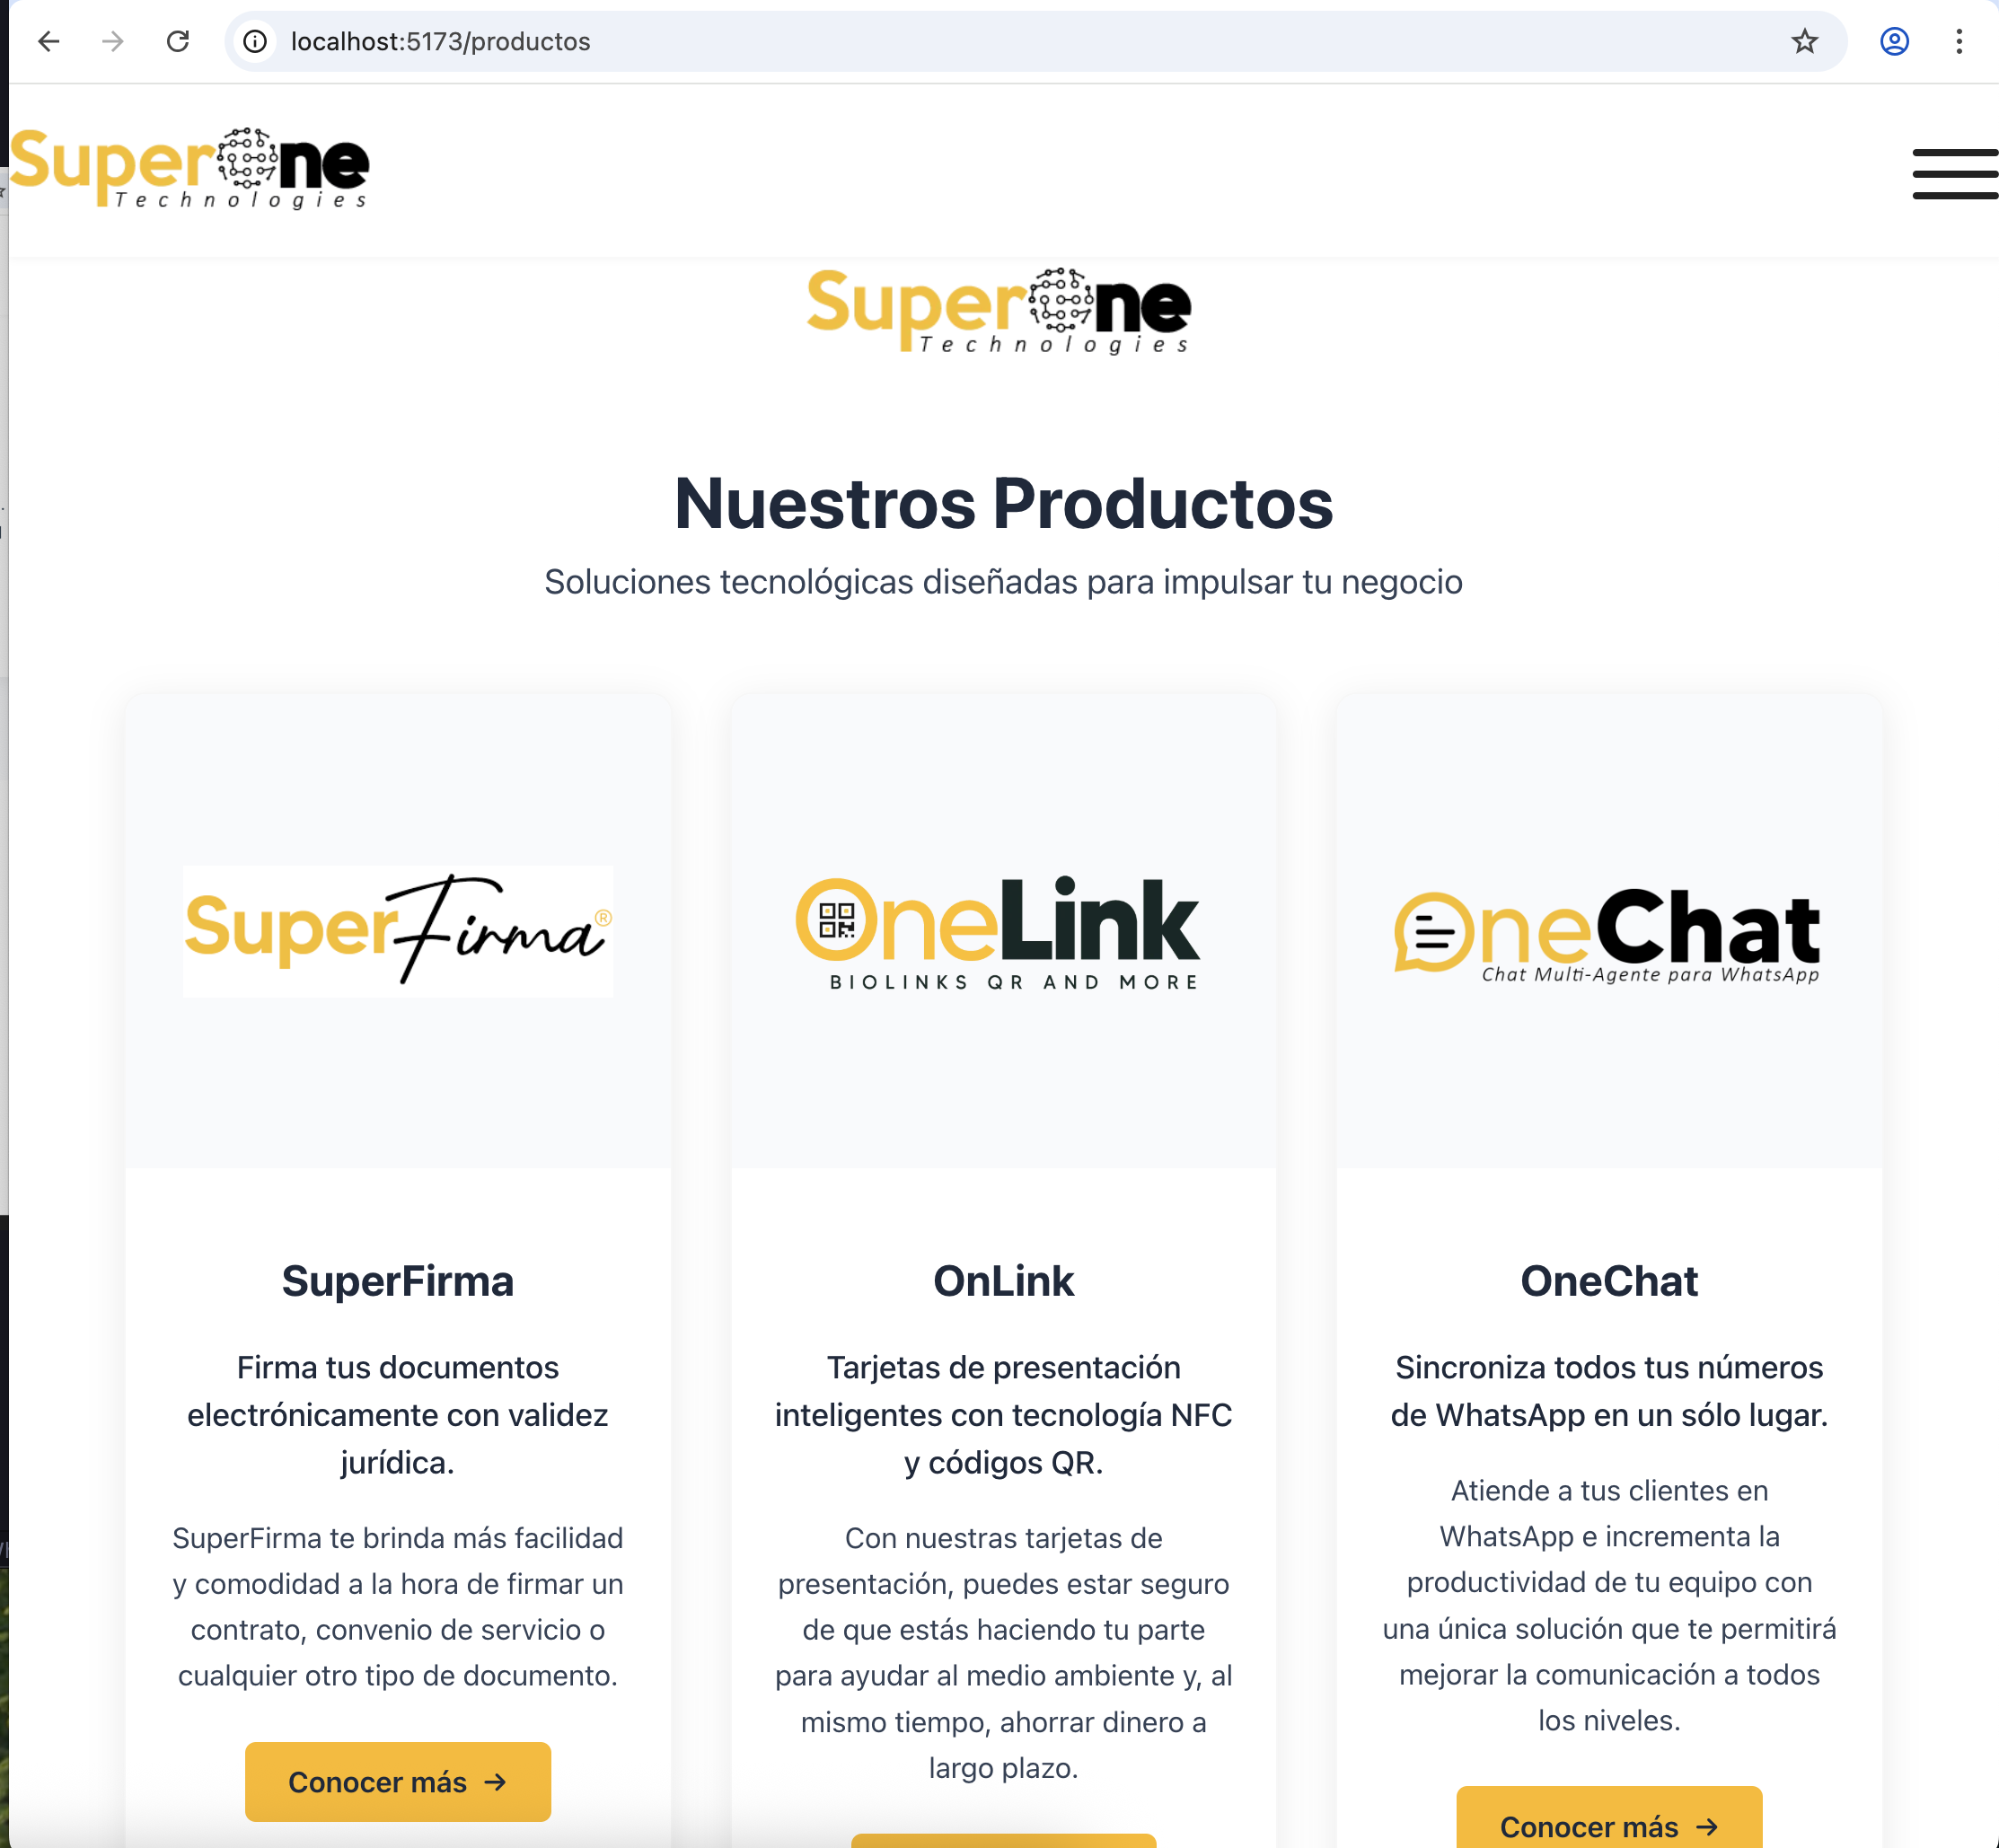 localhost:5173/productos
SuperOne
Technologies
SuperOne
Technologies
Nuestros Productos
Soluciones tecnológicas diseñadas para impulsar tu negocio
SuperFirma®
OneLink
BIOLINKS QR AND MORE
OneChat
Chat Multi-Agente para WhatsApp
SuperFirma
Firma tus documentos
electrónicamente con validez
jurídica.
SuperFirma te brinda más facilidad
y comodidad a la hora de firmar un
contrato, convenio de servicio o
cualquier otro tipo de documento.
Conocer más →
OnLink
Tarjetas de presentación
inteligentes con tecnología NFC
y códigos QR.
Con nuestras tarjetas de
presentación, puedes estar seguro
de que estás haciendo tu parte
para ayudar al medio ambiente y, al
mismo tiempo, ahorrar dinero a
largo plazo.
OneChat
Sincroniza todos tus números
de WhatsApp en un sólo lugar.
Atiende a tus clientes en
WhatsApp e incrementa la
productividad de tu equipo con
una única solución que te permitirá
mejorar la comunicación a todos
los niveles.
Conocer más →